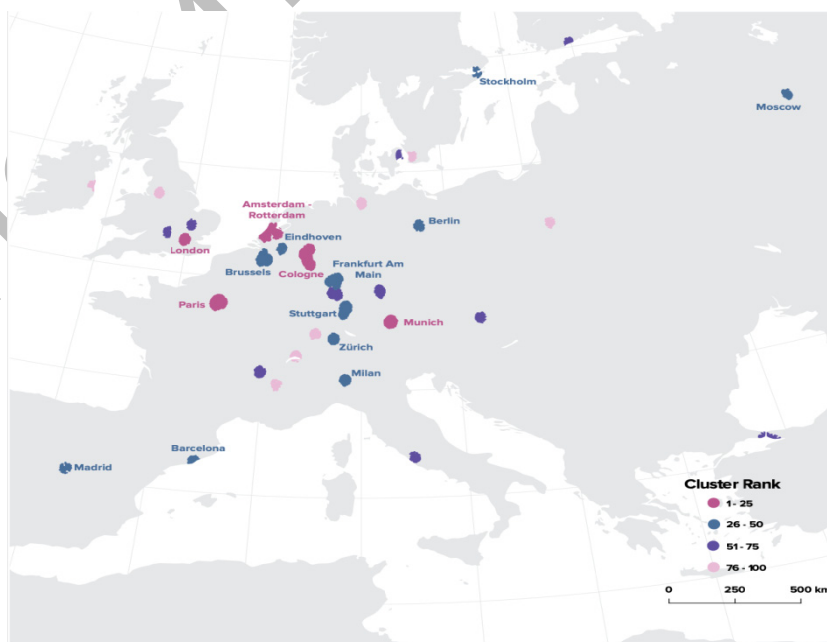 Stockholm
Moscow
Amsterdam -
Rotterdam
Berlin
Eindhoven
London
Brussels
Cologne
Frankfurt Am
Main
Paris
Stuttgart
Munich
Zürich
Milan
Barcelona
Madrid
Cluster Rank
1 - 25
26 - 50
51 - 75
76 - 100
0 250 500 km